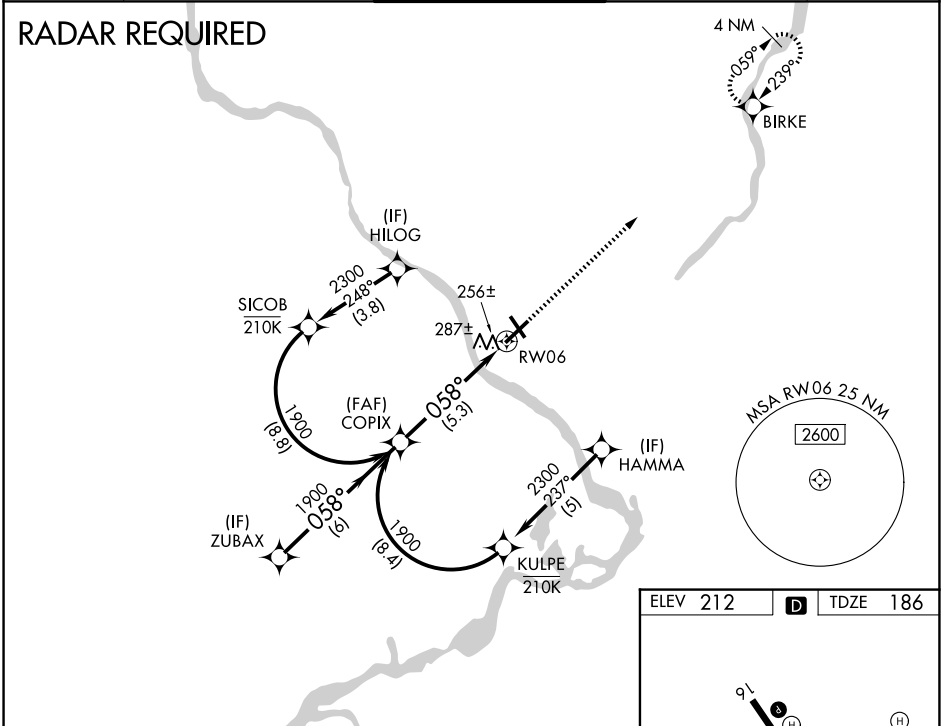 RADAR REQUIRED
4 NM
059°
239°
BIRKE
(IF)
HILOG
2300
248°
(3.8)
SICOB
210K
256±
287±
RW06
1900
(8.8)
(FAF)
COPIX
058°
(5.3)
MSA RW06 25 NM
2600
(IF)
HAMMA
2300
237°
(5)
1900
058°
(6)
(IF)
ZUBAX
1900
(8.4)
KULPE
210K
ELEV 212
D
TDZE 186
16
P
H
H